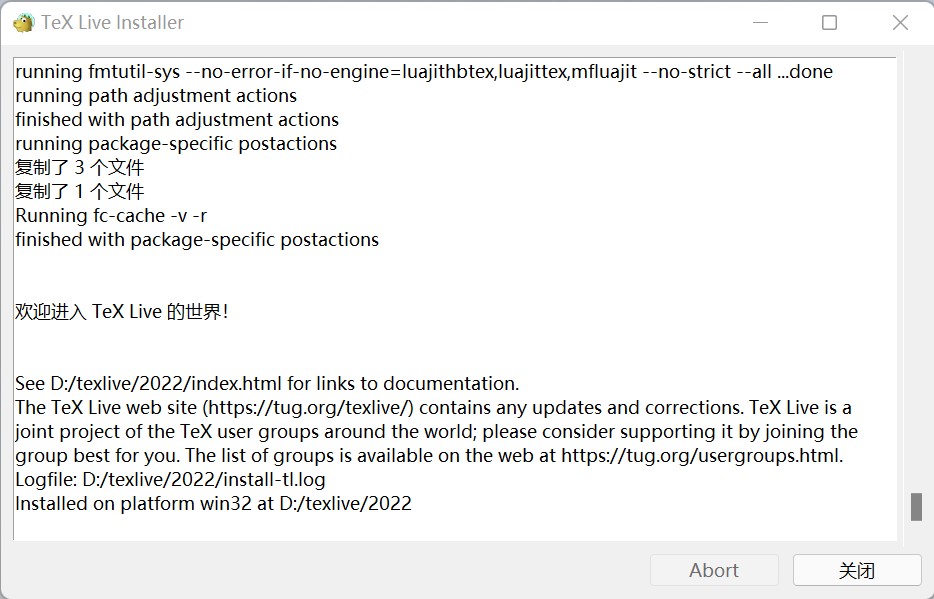 TeX Live Installer
running fmtutil-sys --no-error-if-no-engine=luajithbtex,luajittex,mfluajit --no-strict --all ...done
running path adjustment actions
finished with path adjustment actions
running package-specific postactions
复制了 3 个文件
复制了 1 个文件
Running fc-cache -v -r
finished with package-specific postactions
欢迎进入 TeX Live 的世界!
See D:/texlive/2022/index.html for links to documentation.
The TeX Live web site (https://tug.org/texlive/) contains any updates and corrections. TeX Live is a
joint project of the TeX user groups around the world; please consider supporting it by joining the
group best for you. The list of groups is available on the web at https://tug.org/usergroups.html.
Logfile: D:/texlive/2022/install-tl.log
Installed on platform win32 at D:/texlive/2022
Abort
关闭